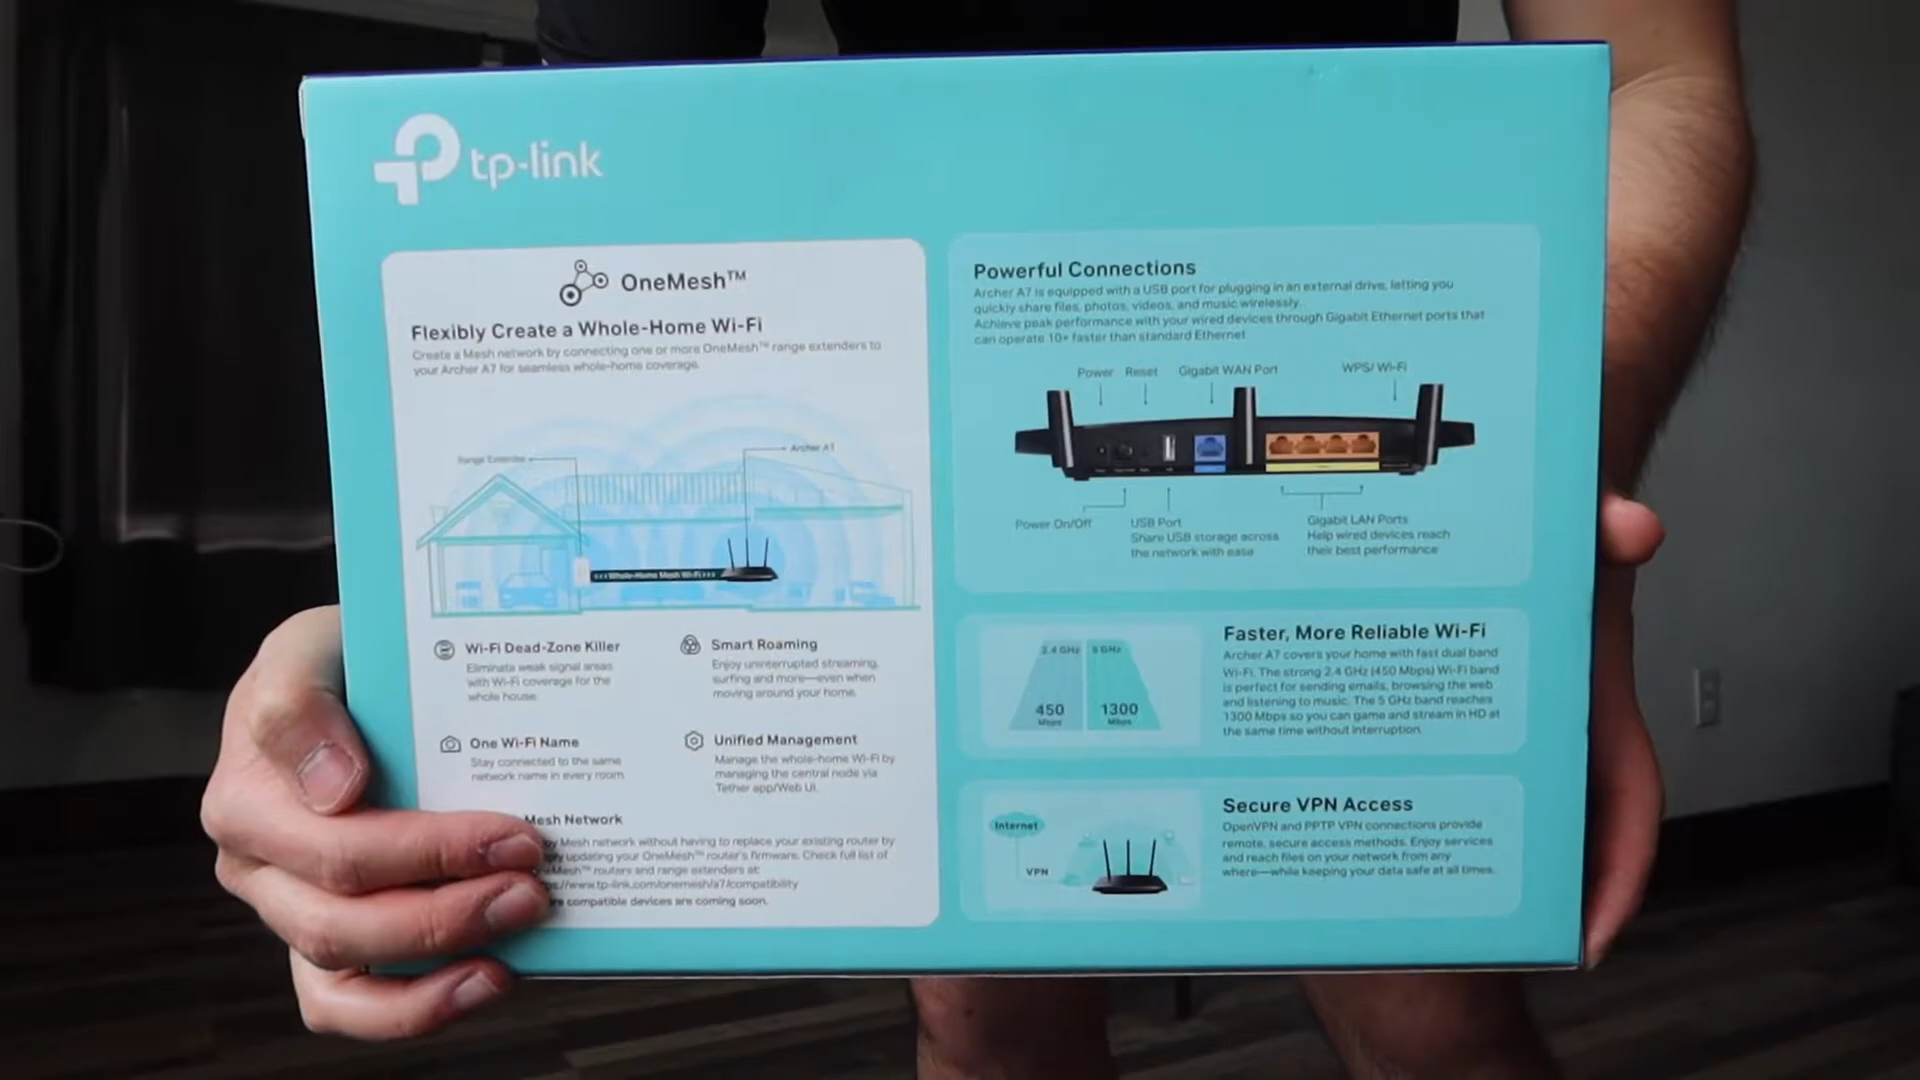 tp-link
OneMesh™
Flexibly Create a Whole-Home Wi-Fi
Create a Mesh network by connecting one or more OneMesh™ range extenders to
your Archer A7 for seamless whole-home coverage.
Range Extender
Archer A7
Whole-Home Mesh Wi-Fi
Wi-Fi Dead-Zone Killer
Eliminate weak signal areas
with Wi-Fi coverage for the
whole house.
Smart Roaming
Enjoy uninterrupted streaming,
surfing and more—even when
moving around your home.
One Wi-Fi Name
Stay connected to the same
network name in every room
Unified Management
Manage the whole-home Wi-Fi by
managing the central node via
Tether app/Web UI.
Mesh Network
Mesh network without having to replace your existing router by
updating your OneMesh™ router's firmware. Check full list of
routers and range extenders at:
//www.tp-link.com/onemesh/a7/compatibility
compatible devices are coming soon.
Powerful Connections
Archer A7 is equipped with a USB port for plugging in an external drive, letting you
quickly share files, photos, videos, and music wirelessly.
Achieve peak performance with your wired devices through Gigabit Ethernet ports that
can operate 10× faster than standard Ethernet
Power
Reset
Gigabit WAN Port
WPS/ Wi-Fi
Power On/Off
USB Port
Share USB storage across
the network with ease
Gigabit LAN Ports
Help wired devices reach
their best performance
2.4 GHz
5 GHz
450
Mbps
1300
Mbps
Faster, More Reliable Wi-Fi
Archer A7 covers your home with fast dual band
Wi-Fi. The strong 2.4 GHz (450 Mbps) Wi-Fi band
is perfect for sending emails, browsing the web
and listening to music. The 5 GHz band reaches
1300 Mbps so you can game and stream in HD at
the same time without interruption.
Internet
VPN
Secure VPN Access
OpenVPN and PPTP VPN connections provide
remote, secure access methods. Enjoy services
and reach files on your network from any
where—while keeping your data safe at all times.